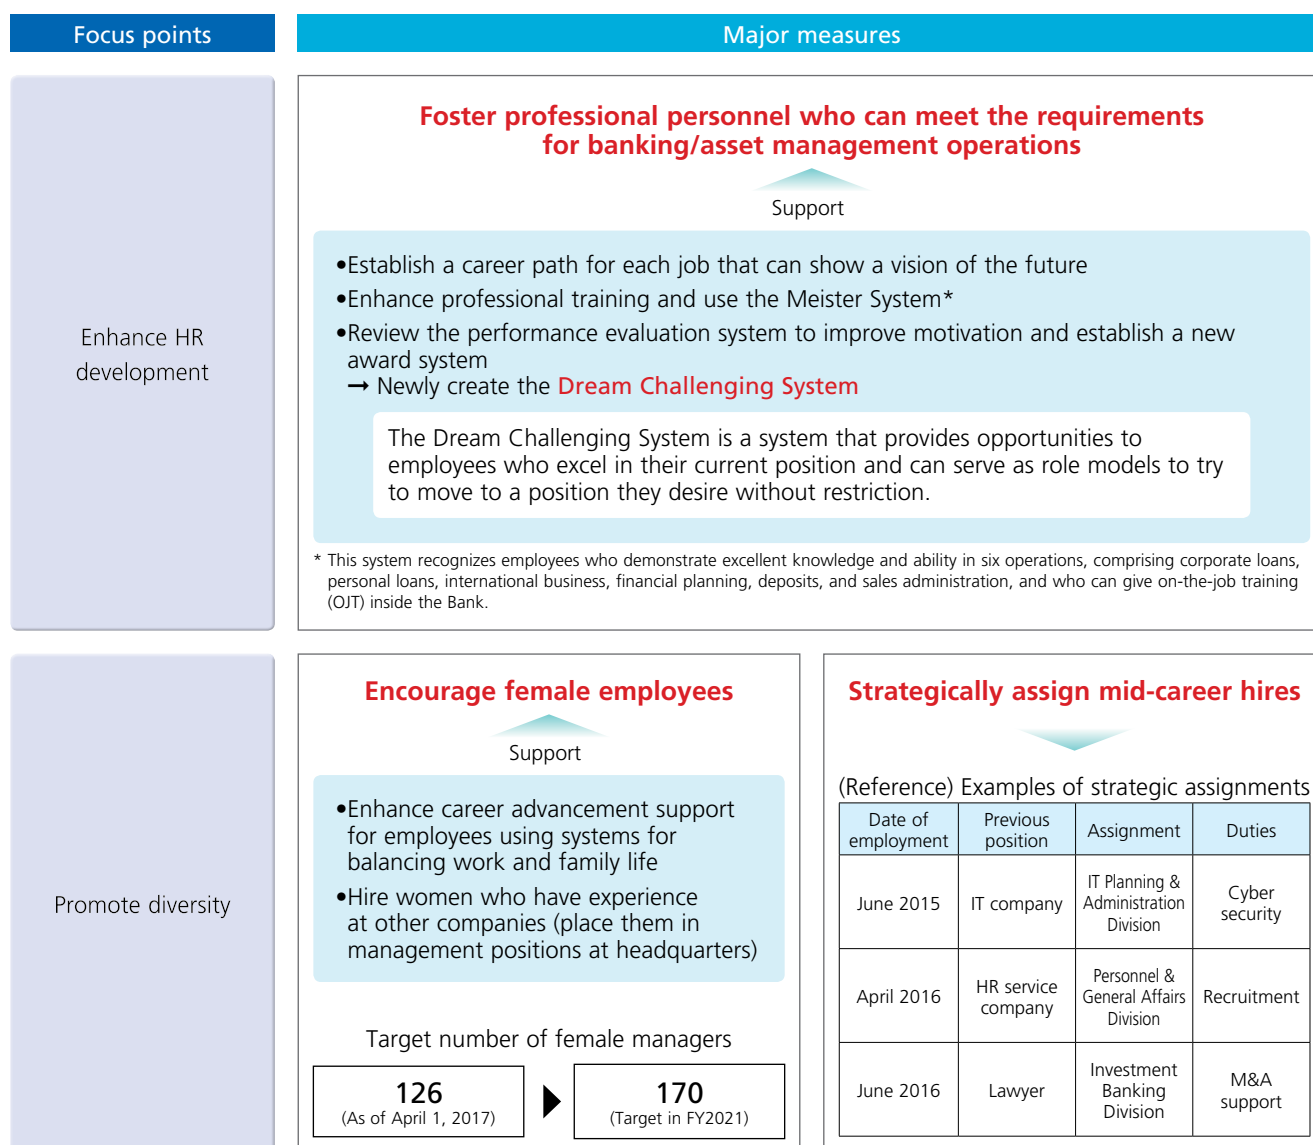 Focus points
Major measures
Enhance HR
development
Foster professional personnel who can meet the requirements
for banking/asset management operations
Support
•Establish a career path for each job that can show a vision of the future
•Enhance professional training and use the Meister System*
•Review the performance evaluation system to improve motivation and establish a new
award system
→ Newly create the Dream Challenging System
The Dream Challenging System is a system that provides opportunities to
employees who excel in their current position and can serve as role models to try
to move to a position they desire without restriction.
* This system recognizes employees who demonstrate excellent knowledge and ability in six operations, comprising corporate loans,
personal loans, international business, financial planning, deposits, and sales administration, and who can give on-the-job training
(OJT) inside the Bank.
Promote diversity
Encourage female employees
Support
•Enhance career advancement support
for employees using systems for
balancing work and family life
•Hire women who have experience
at other companies (place them in
management positions at headquarters)
Target number of female managers
126
(As of April 1, 2017)
170
(Target in FY2021)
Strategically assign mid-career hires
(Reference) Examples of strategic assignments
Date of
employment
Previous
position
Assignment
Duties
June 2015
IT company
IT Planning &
Administration
Division
Cyber
security
April 2016
HR service
company
Personnel &
General Affairs
Division
Recruitment
June 2016
Lawyer
Investment
Banking
Division
M&A
support